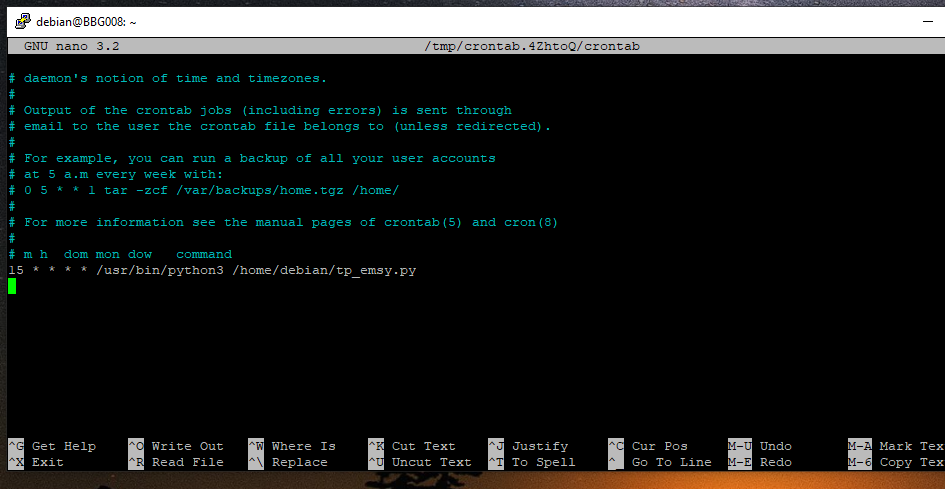 debian@BBG008: ~
GNU nano 3.2 /tmp/crontab.4ZhtoQ/crontab
# daemon's notion of time and timezones.
#
# Output of the crontab jobs (including errors) is sent through
# email to the user the crontab file belongs to (unless redirected).
#
# For example, you can run a backup of all your user accounts
# at 5 a.m every week with:
# 0 5 * * 1 tar -zcf /var/backups/home.tgz /home/
#
# For more information see the manual pages of crontab(5) and cron(8)
#
# m h  dom mon dow   command
15 * * * * /usr/bin/python3 /home/debian/tp_emsy.py
^G Get Help ^O Write Out ^W Where Is ^K Cut Text ^J Justify ^C Cur Pos M-U Undo M-A Mark Tex
^X Exit ^R Read File ^\ Replace ^U Uncut Text ^T To Spell ^_ Go To Line M-E Redo M-6 Copy Tex